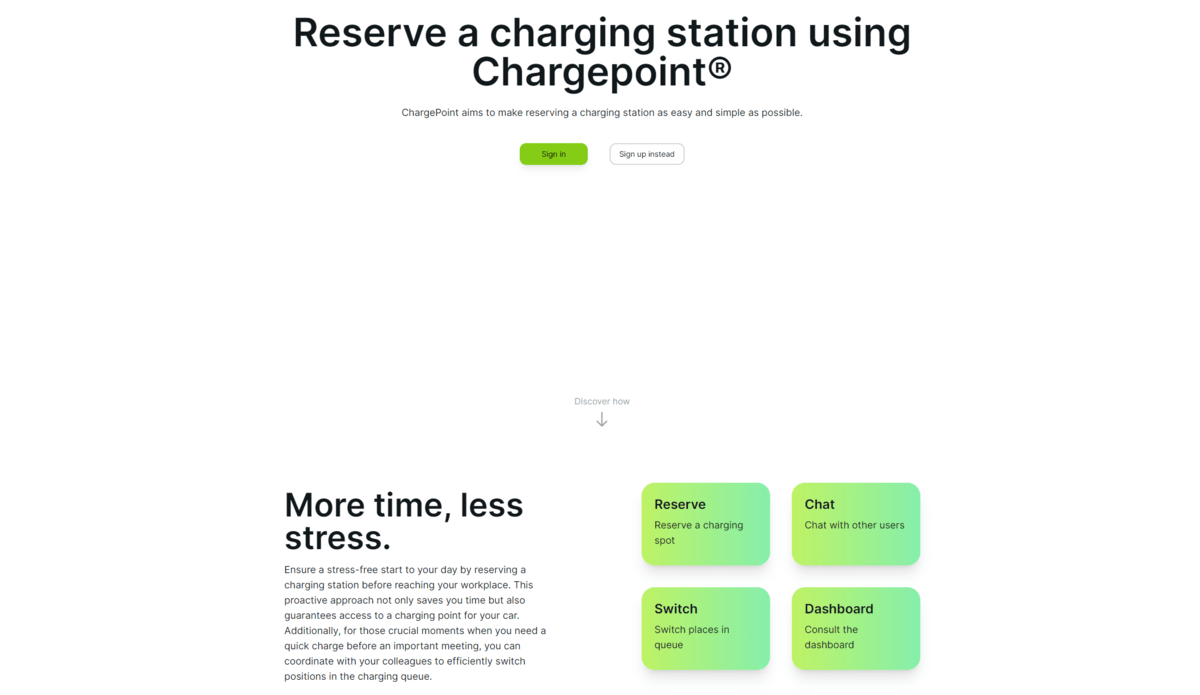 Reserve a charging station using
Chargepoint®
ChargePoint aims to make reserving a charging station as easy and simple as possible.
Sign in
Sign up instead
Discover how
More time, less
stress.
Ensure a stress-free start to your day by reserving a
charging station before reaching your workplace. This
proactive approach not only saves you time but also
guarantees access to a charging point for your car.
Additionally, for those crucial moments when you need a
quick charge before an important meeting, you can
coordinate with your colleagues to efficiently switch
positions in the charging queue.
Reserve
Reserve a charging
spot
Chat
Chat with other users
Switch
Switch places in
queue
Dashboard
Consult the
dashboard